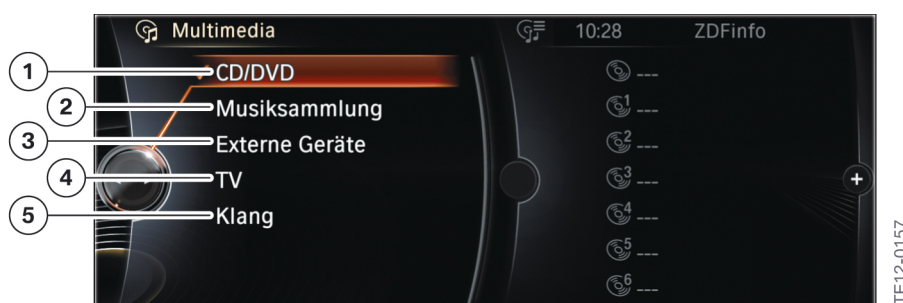 Multimedia
10:28
ZDFinfo
1
CD/DVD
2
Musiksammlung
3
Externe Geräte
4
TV
5
Klang
---
1 ---
2 ---
3 ---
4 ---
5 ---
6 ---
+
TE12-0157